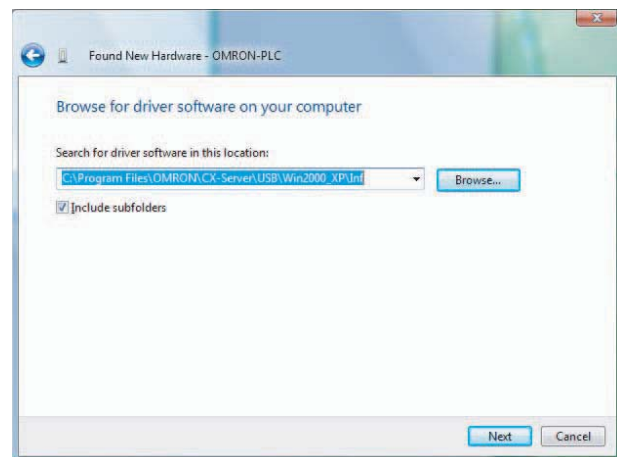 Found New Hardware - OMRON-PLC
Browse for driver software on your computer
Search for driver software in this location:
C:\Program Files\OMRON\CX-Server\USB\Win2000_XP\Inf
Browse...
Include subfolders
Next
Cancel